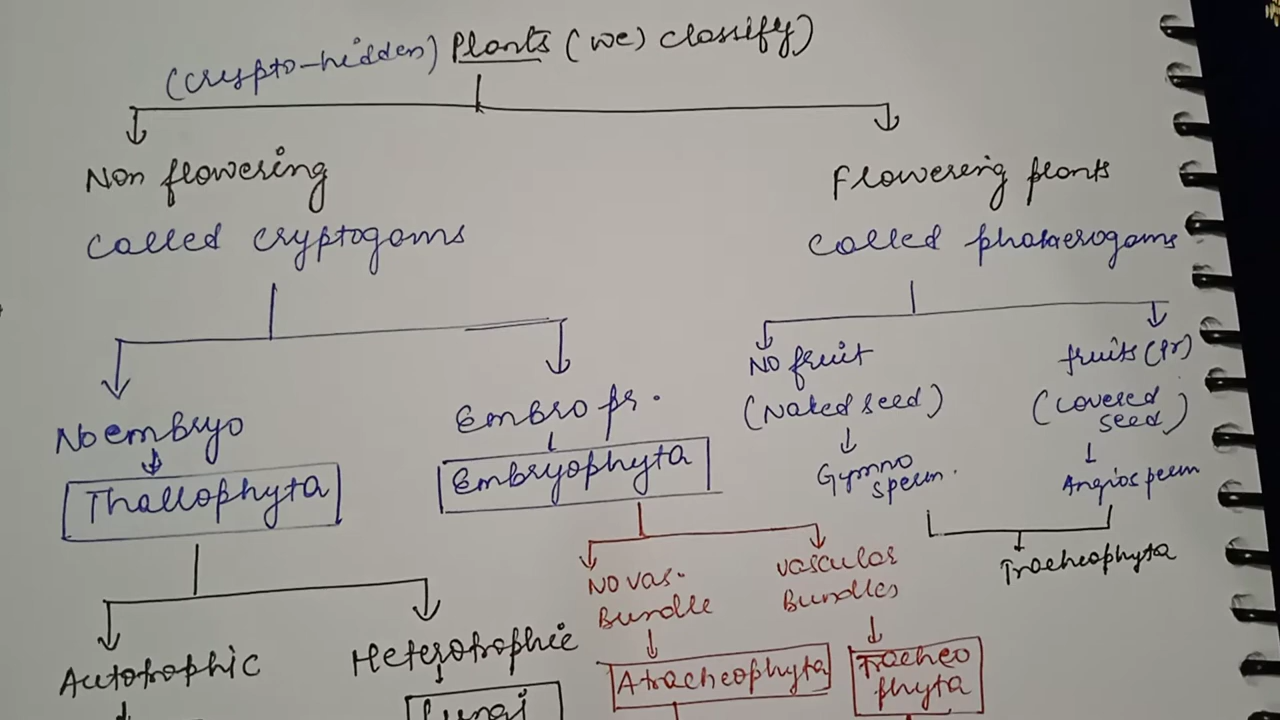 (crypto-hidden) Plants (we) classify)
Non flowering
called cryptogams
Flowering plants
called phanerogams
No embryo
Thallophyta
Embro pr.
Embryophyta
No fruit
(Naked seed)
Gymno
sperm.
fruits (Pr)
(covered
seed)
Angiosperm
Tracheophyta
Autotrophic
Heterotrophic
Fungi
No vas.
Bundle
Atracheophyta
vascular
Bundles
Tracheo
phyta